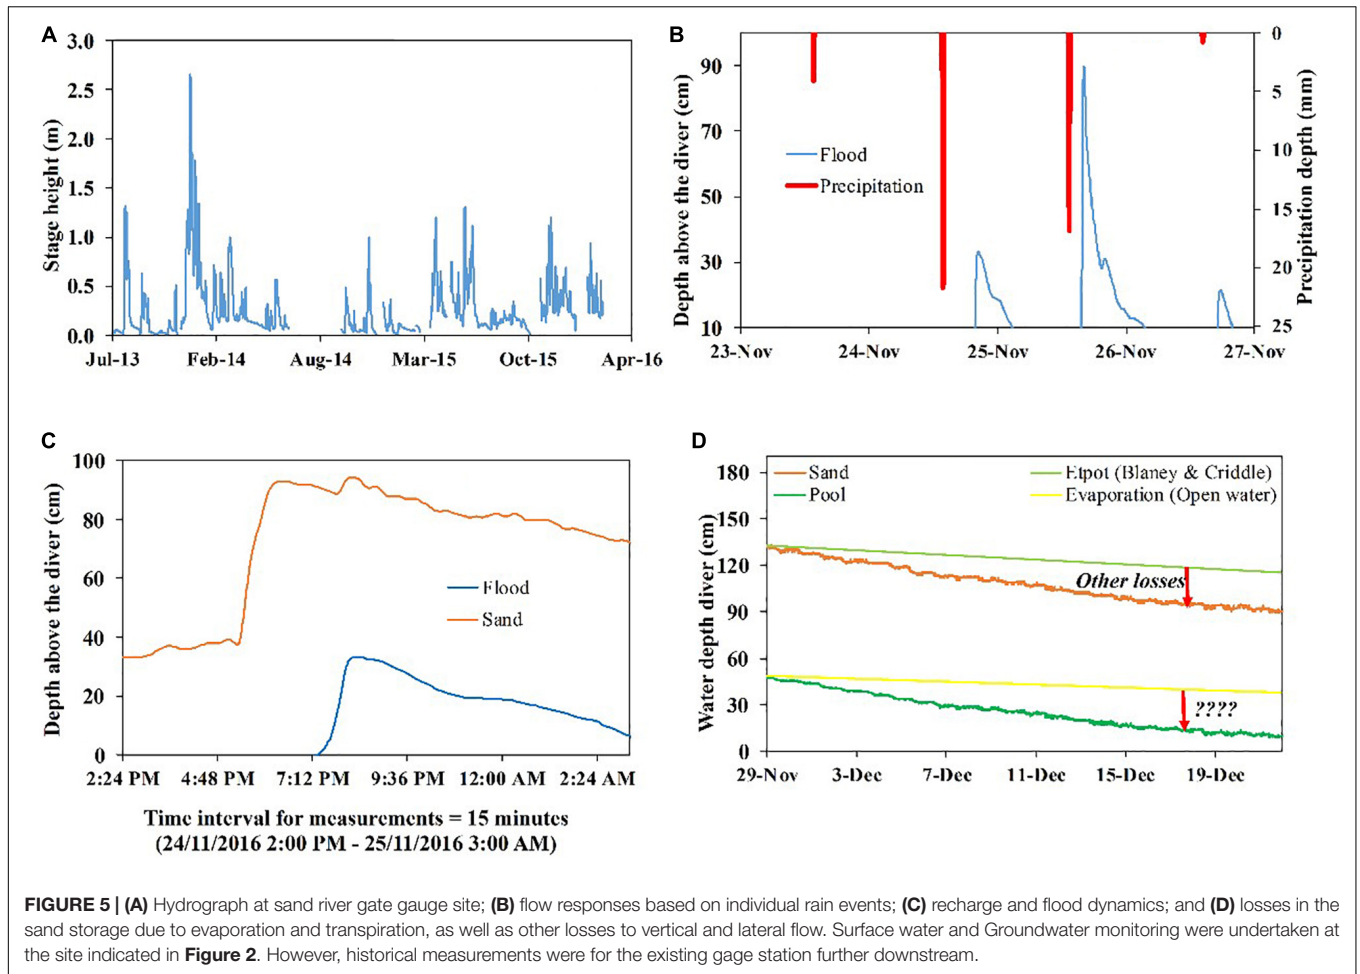 A
3.0
2.5
2.0
1.5
1.0
0.5
0.0
Stage height (m)
Jul-13 Feb-14 Aug-14 Mar-15 Oct-15 Apr-16
B
90
70
50
30
10
Depth above the diver (cm)
0
5
10
15
20
25
Precipitation depth (mm)
Flood
Precipitation
23-Nov 24-Nov 25-Nov 26-Nov 27-Nov
C
100
80
60
40
20
0
Depth above the diver (cm)
Flood
Sand
2:24 PM 4:48 PM 7:12 PM 9:36 PM 12:00 AM 2:24 AM
Time interval for measurements = 15 minutes
(24/11/2016 2:00 PM - 25/11/2016 3:00 AM)
D
180
150
120
90
60
30
0
Water depth diver (cm)
Sand Etpot (Blaney & Criddle)
Pool Evaporation (Open water)
Other losses
????
29-Nov 3-Dec 7-Dec 11-Dec 15-Dec 19-Dec
FIGURE 5 | (A) Hydrograph at sand river gate gauge site; (B) flow responses based on individual rain events; (C) recharge and flood dynamics; and (D) losses in the
sand storage due to evaporation and transpiration, as well as other losses to vertical and lateral flow. Surface water and Groundwater monitoring were undertaken at
the site indicated in Figure 2. However, historical measurements were for the existing gage station further downstream.